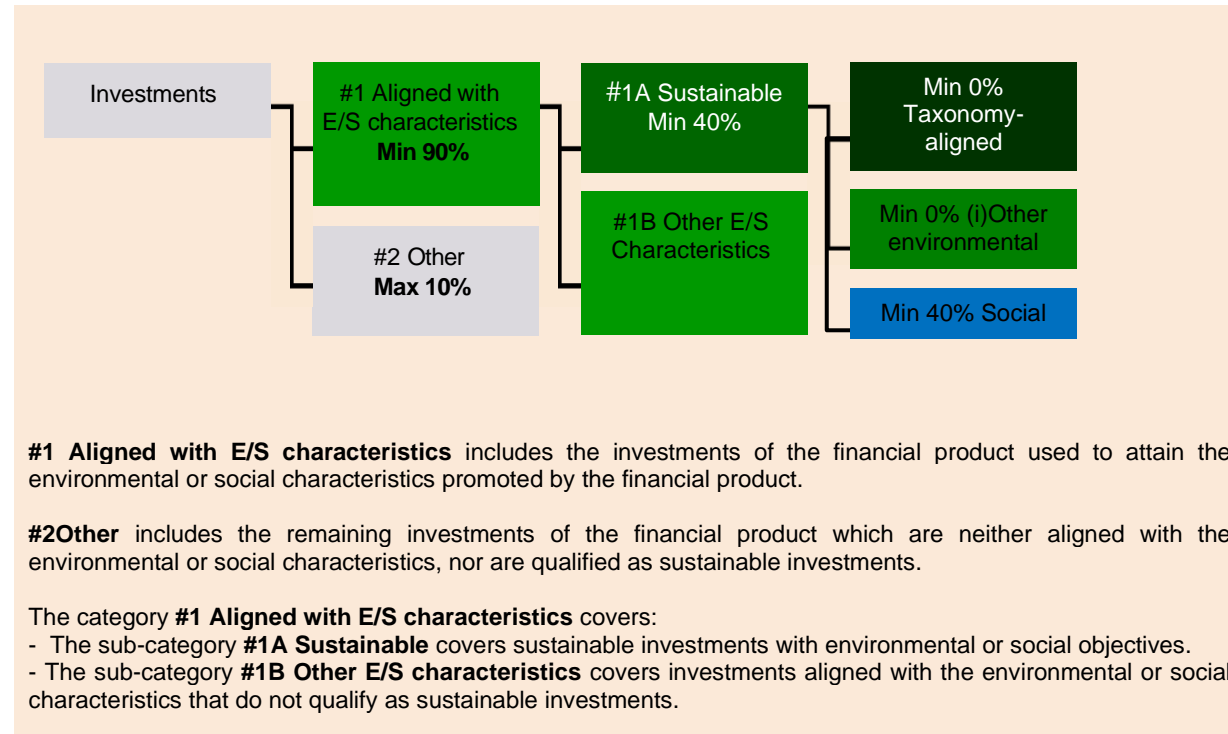 Investments
#1 Aligned with
E/S characteristics
Min 90%
#2 Other
Max 10%
#1A Sustainable
Min 40%
#1B Other E/S
Characteristics
Min 0%
Taxonomy-
aligned
Min 0% (i)Other
environmental
Min 40% Social
#1 Aligned with E/S characteristics includes the investments of the financial product used to attain the
environmental or social characteristics promoted by the financial product.
#2Other includes the remaining investments of the financial product which are neither aligned with the
environmental or social characteristics, nor are qualified as sustainable investments.
The category #1 Aligned with E/S characteristics covers:
- The sub-category #1A Sustainable covers sustainable investments with environmental or social objectives.
- The sub-category #1B Other E/S characteristics covers investments aligned with the environmental or social
characteristics that do not qualify as sustainable investments.